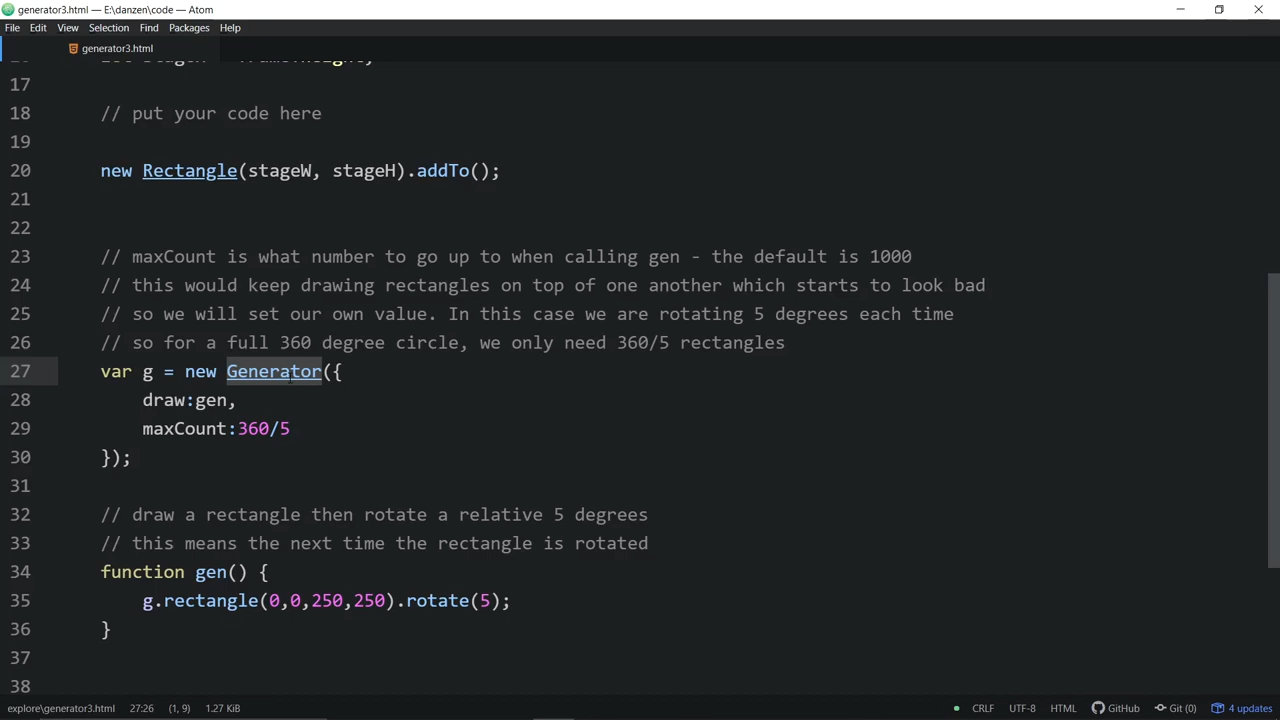 generator3.html — E:\danzen\code — Atom
File Edit View Selection Find Packages Help
generator3.html
17
18 // put your code here
19
20 new Rectangle(stageW, stageH).addTo();
21
22
23 // maxCount is what number to go up to when calling gen - the default is 1000
24 // this would keep drawing rectangles on top of one another which starts to look bad
25 // so we will set our own value. In this case we are rotating 5 degrees each time
26 // so for a full 360 degree circle, we only need 360/5 rectangles
27 var g = new Generator({
28 draw:gen,
29 maxCount:360/5
30 });
31
32 // draw a rectangle then rotate a relative 5 degrees
33 // this means the next time the rectangle is rotated
34 function gen() {
35 g.rectangle(0,0,250,250).rotate(5);
36 }
37
38
explore\generator3.html 27:26 (1, 9) 1.27 KiB CRLF UTF-8 HTML GitHub Git (0) 4 updates